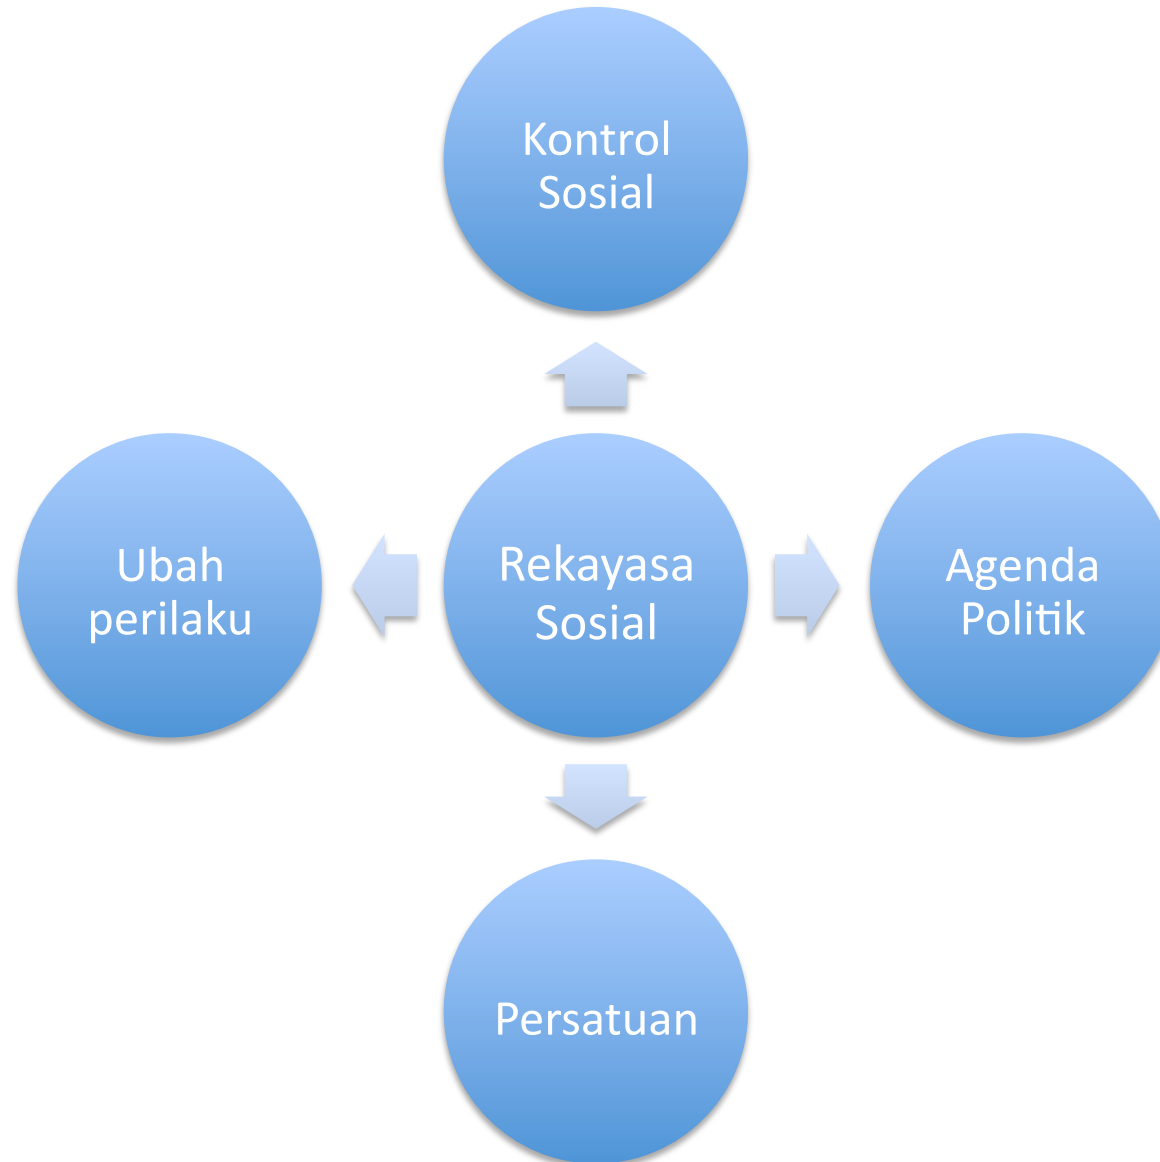 Kontrol
Sosial
Ubah
perilaku
Rekayasa
Sosial
Agenda
Politik
Persatuan